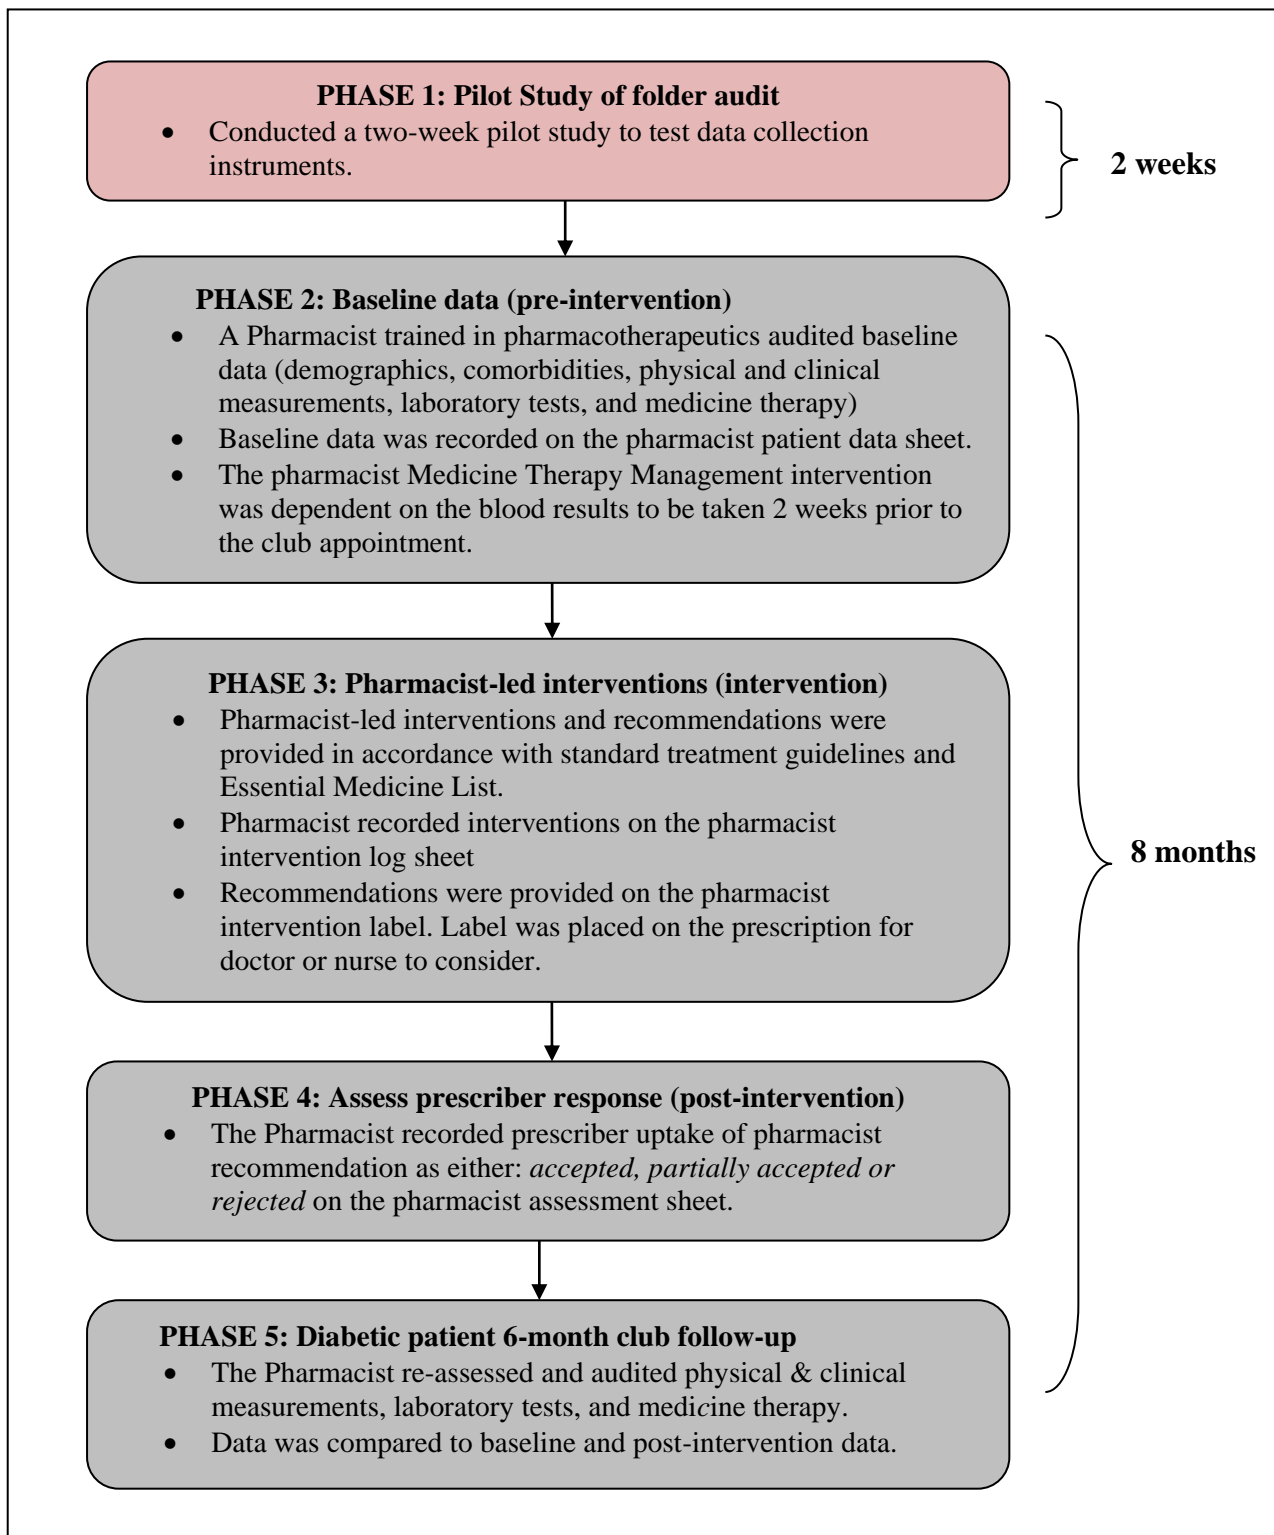 PHASE 1: Pilot Study of folder audit
• Conducted a two-week pilot study to test data collection
instruments.
2 weeks
PHASE 2: Baseline data (pre-intervention)
• A Pharmacist trained in pharmacotherapeutics audited baseline
data (demographics, comorbidities, physical and clinical
measurements, laboratory tests, and medicine therapy)
• Baseline data was recorded on the pharmacist patient data sheet.
• The pharmacist Medicine Therapy Management intervention
was dependent on the blood results to be taken 2 weeks prior to
the club appointment.
PHASE 3: Pharmacist-led interventions (intervention)
• Pharmacist-led interventions and recommendations were
provided in accordance with standard treatment guidelines and
Essential Medicine List.
• Pharmacist recorded interventions on the pharmacist
intervention log sheet
• Recommendations were provided on the pharmacist
intervention label. Label was placed on the prescription for
doctor or nurse to consider.
8 months
PHASE 4: Assess prescriber response (post-intervention)
• The Pharmacist recorded prescriber uptake of pharmacist
recommendation as either: accepted, partially accepted or
rejected on the pharmacist assessment sheet.
PHASE 5: Diabetic patient 6-month club follow-up
• The Pharmacist re-assessed and audited physical & clinical
measurements, laboratory tests, and medicine therapy.
• Data was compared to baseline and post-intervention data.